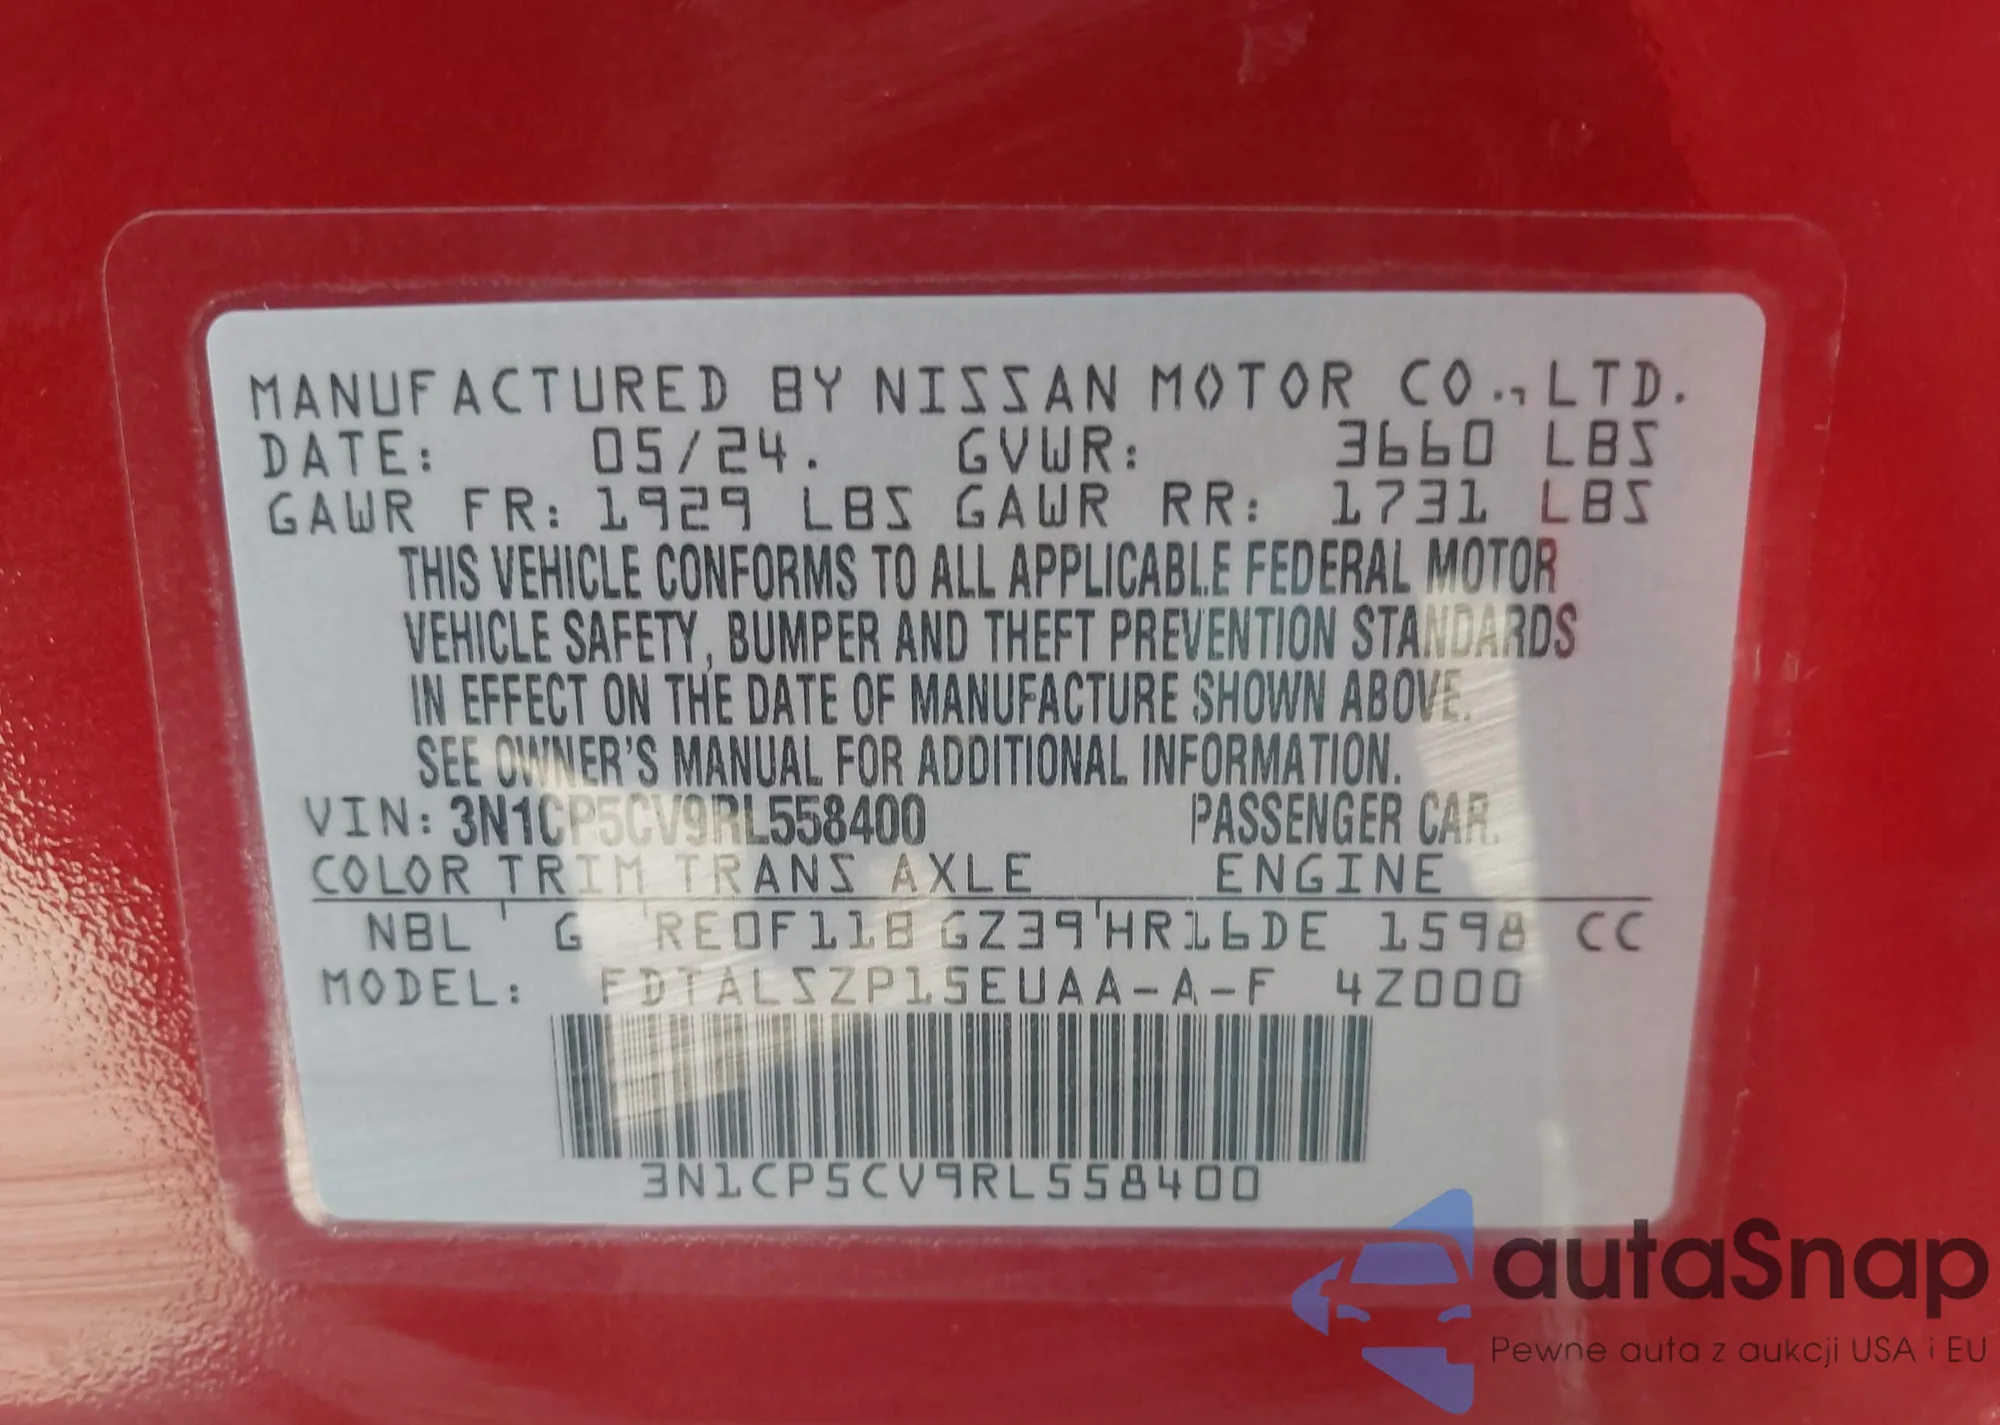 MANUFACTURED BY NISSAN MOTOR CO.,LTD.
DATE: 05/24. GVWR: 3660 LBS
GAWR FR: 1929 LBS GAWR RR: 1731 LBS
THIS VEHICLE CONFORMS TO ALL APPLICABLE FEDERAL MOTOR
VEHICLE SAFETY, BUMPER AND THEFT PREVENTION STANDARDS
IN EFFECT ON THE DATE OF MANUFACTURE SHOWN ABOVE.
SEE OWNER'S MANUAL FOR ADDITIONAL INFORMATION.
VIN: 3N1CP5CV9RL558400 PASSENGER CAR.
COLOR TRIM TRANS AXLE ENGINE
NBL G RE0F11B GZ39 HR16DE 1598 CC
MODEL: FDTALSZP15EUAA-A-F 4Z000
3N1CP5CV9RL558400
autaSnap
Pewne auta z aukcji USA i EU